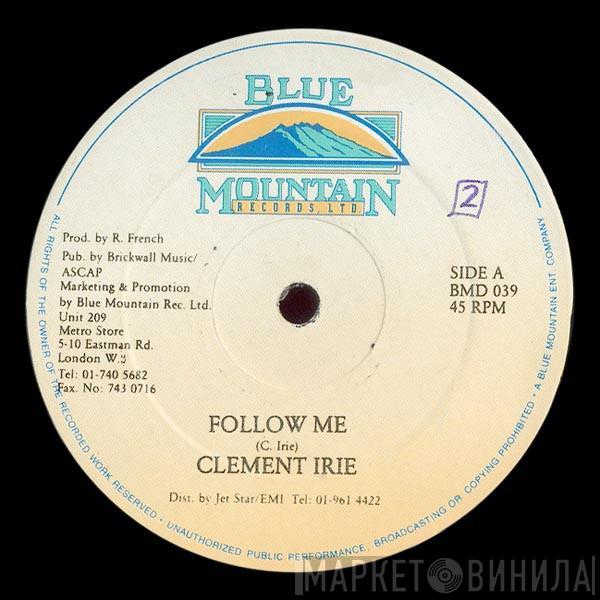 BLUE
MOUNTAIN
RECORDS, LTD.
2
Prod. by R. French
Pub. by Brickwall Music/
ASCAP
Marketing & Promotion
by Blue Mountain Rec. Ltd.
Unit 209
Metro Store
5-10 Eastman Rd.
London W.3
Tel: 01-740 5682
Fax. No: 743 0716
SIDE A
BMD 039
45 RPM
FOLLOW ME
(C. Irie)
CLEMENT IRIE
Dist. by Jet Star/EMI Tel: 01-961 4422
ALL RIGHTS OF THE OWNER OF THE RECORDED WORK RESERVED • UNAUTHORIZED PUBLIC PERFORMANCE, BROADCASTING OR COPYING PROHIBITED • A BLUE MOUNTAIN ENT COMPANY
МАРКЕТ ВИНИЛА